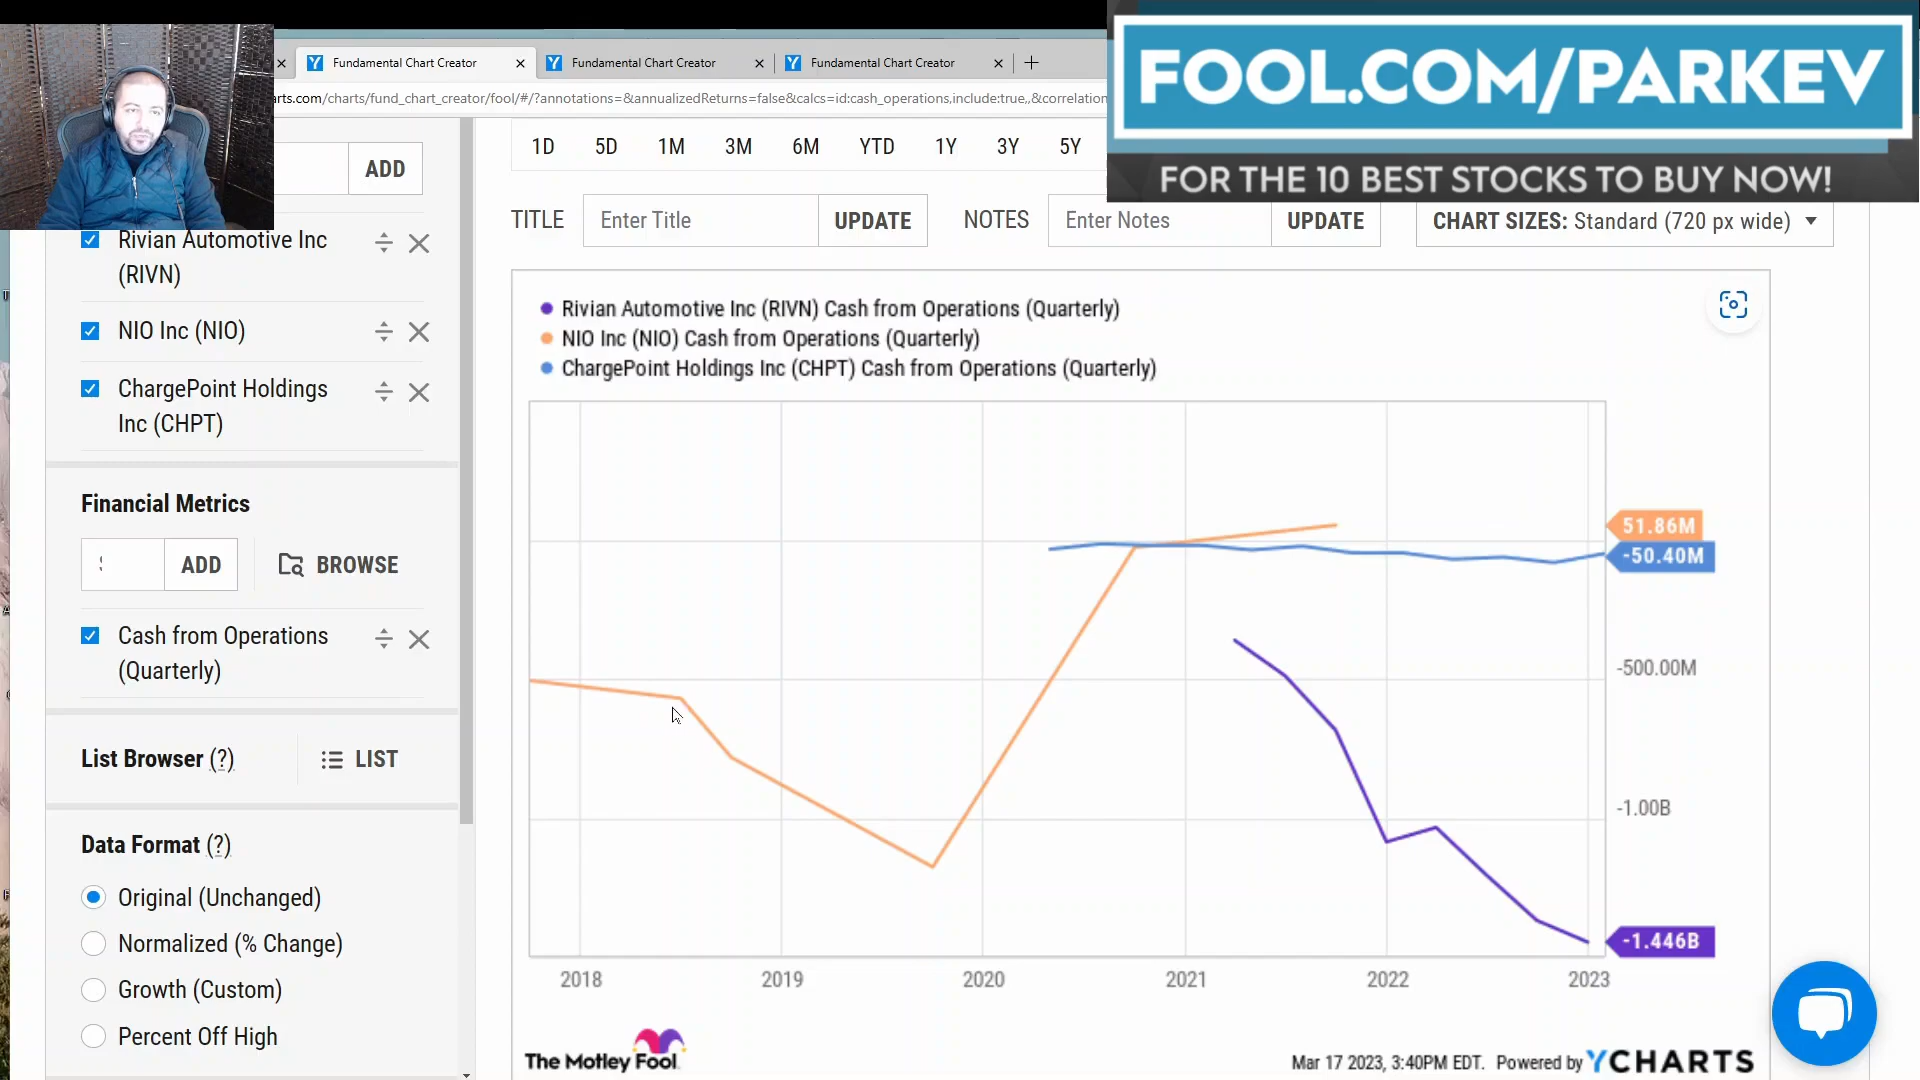 FOOL.COM/PARKEV
FOR THE 10 BEST STOCKS TO BUY NOW!
Fundamental Chart Creator
Fundamental Chart Creator
Fundamental Chart Creator
arts.com/charts/fund_chart_creator/fool/#/?annotations=&annualizedReturns=false&calcs=id:cash_operations,include:true,,&correlation
ADD
Rivian Automotive Inc
(RIVN)
NIO Inc (NIO)
ChargePoint Holdings
Inc (CHPT)
Financial Metrics
ADD
BROWSE
Cash from Operations
(Quarterly)
List Browser (?)
LIST
Data Format (?)
Original (Unchanged)
Normalized (% Change)
Growth (Custom)
Percent Off High
1D 5D 1M 3M 6M YTD 1Y 3Y 5Y
TITLE Enter Title UPDATE NOTES Enter Notes UPDATE CHART SIZES: Standard (720 px wide)
Rivian Automotive Inc (RIVN) Cash from Operations (Quarterly)
NIO Inc (NIO) Cash from Operations (Quarterly)
ChargePoint Holdings Inc (CHPT) Cash from Operations (Quarterly)
51.86M
-50.40M
-500.00M
-1.00B
-1.446B
2018 2019 2020 2021 2022 2023
The Motley Fool
Mar 17 2023, 3:40PM EDT. Powered by YCHARTS